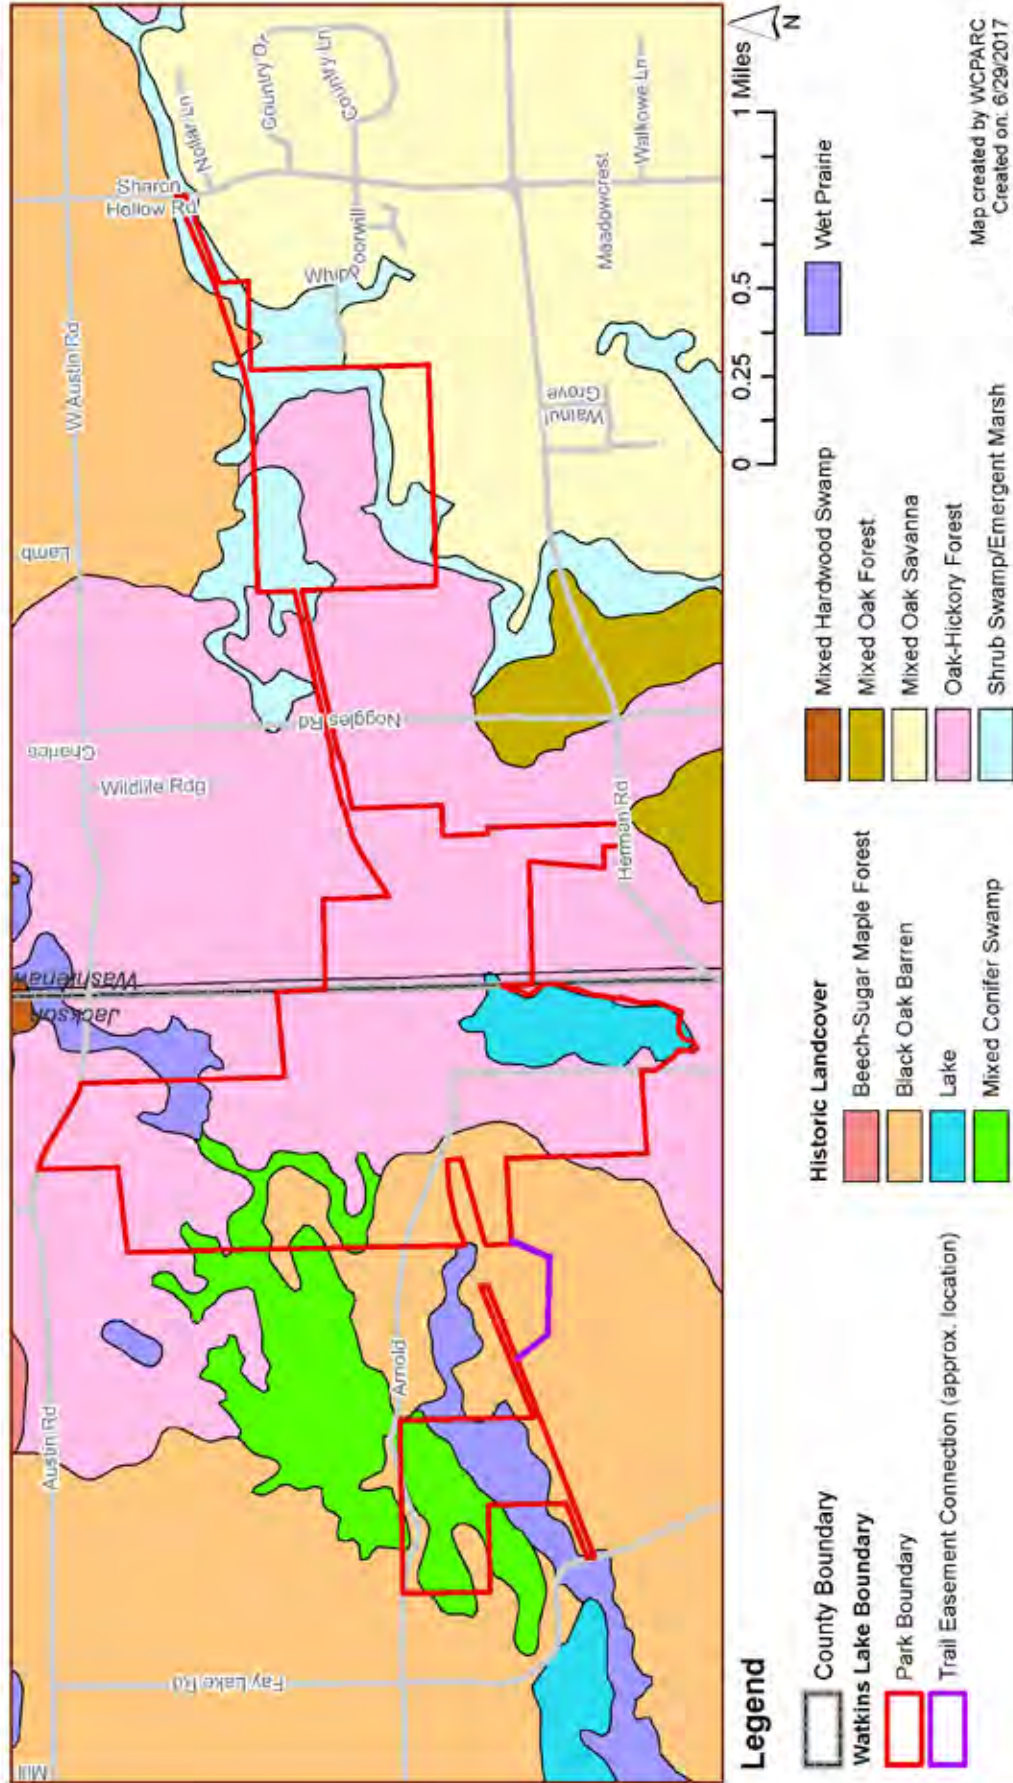 Mill
Fay Lake Rd
Austin Rd
Arnold
Jackson
Washtenaw
Charles
Wildlife Rdg
Noggles Rd
Herman Rd
Lamb
W Austin Rd
Sharon
Hollow Rd
Nollar Ln
Country Dr
Country Ln
Whippoorwill
Walnut
Grove
Meadowcrest
Walkowe Ln
Legend
County Boundary
Watkins Lake Boundary
Park Boundary
Trail Easement Connection (approx. location)
Historic Landcover
Beech-Sugar Maple Forest
Black Oak Barren
Lake
Mixed Conifer Swamp
Mixed Hardwood Swamp
Mixed Oak Forest
Mixed Oak Savanna
Oak-Hickory Forest
Shrub Swamp/Emergent Marsh
Wet Prairie
0 0.25 0.5 1 Miles
N
Map created by WCPARC
Created on: 6/29/2017